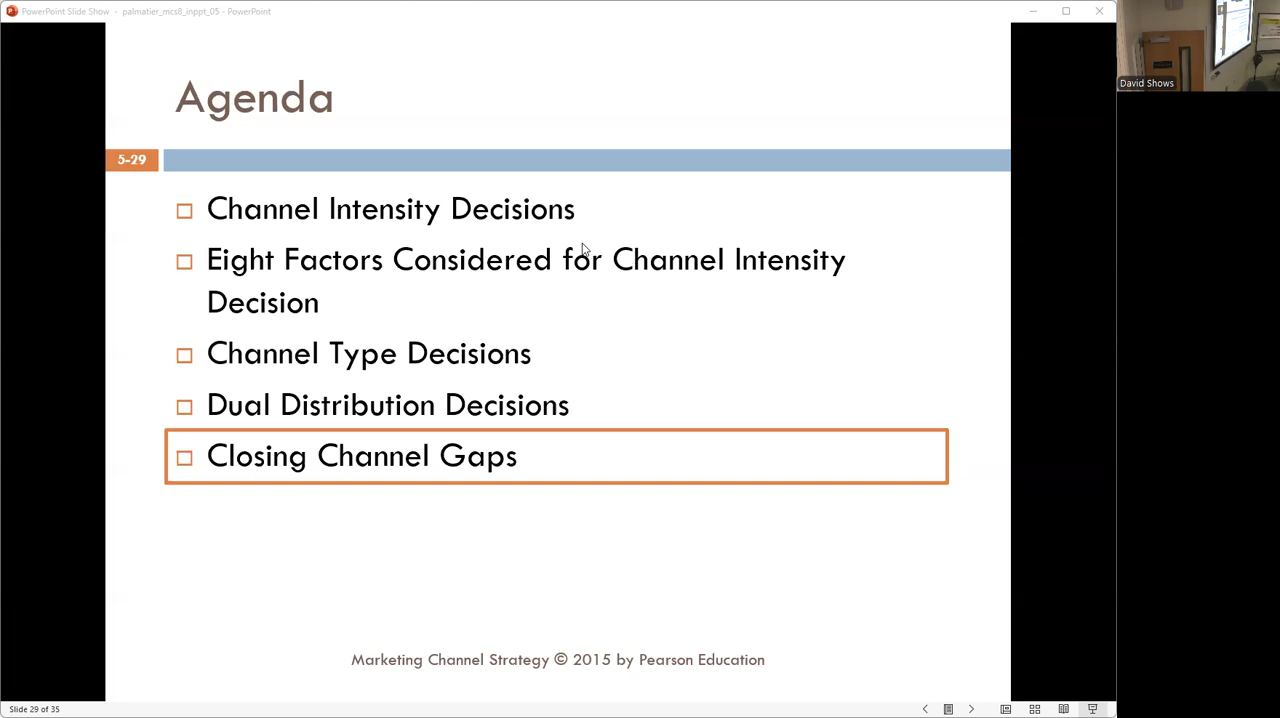 PowerPoint Slide Show - palmatier_mcs8_inppt_05 - PowerPoint
David Shows
Agenda
5-29
Channel Intensity Decisions
Eight Factors Considered for Channel Intensity
Decision
Channel Type Decisions
Dual Distribution Decisions
Closing Channel Gaps
Marketing Channel Strategy © 2015 by Pearson Education
Slide 29 of 35